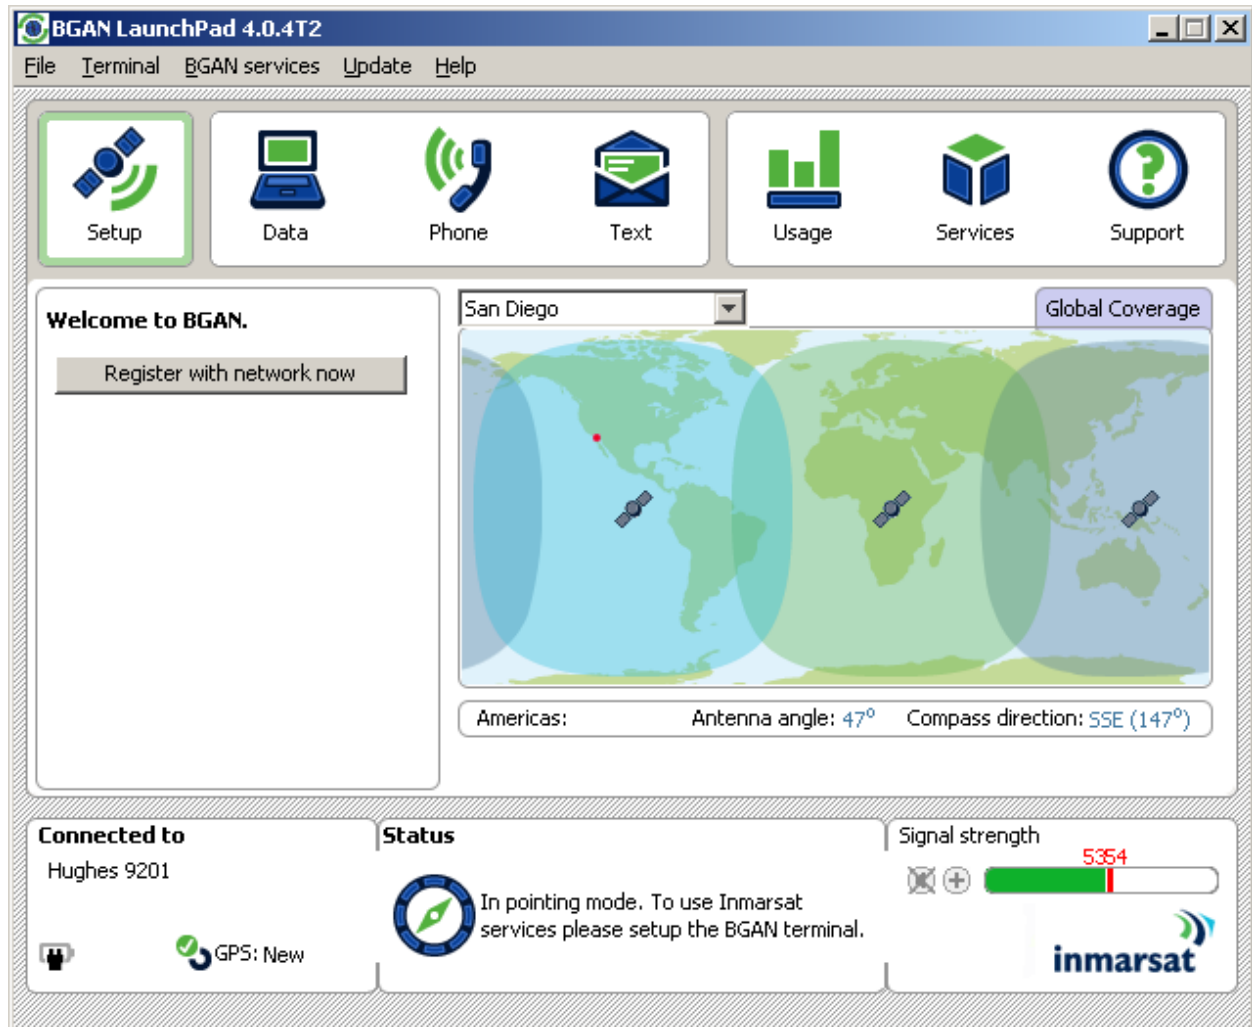 BGAN LaunchPad 4.0.4T2
File Terminal BGAN services Update Help
Setup Data Phone Text Usage Services Support
Welcome to BGAN.
Register with network now
San Diego
Global Coverage
Americas: Antenna angle: 47° Compass direction: SSE (147°)
Connected to
Hughes 9201
GPS: New
Status
In pointing mode. To use Inmarsat
services please setup the BGAN terminal.
Signal strength
inmarsat